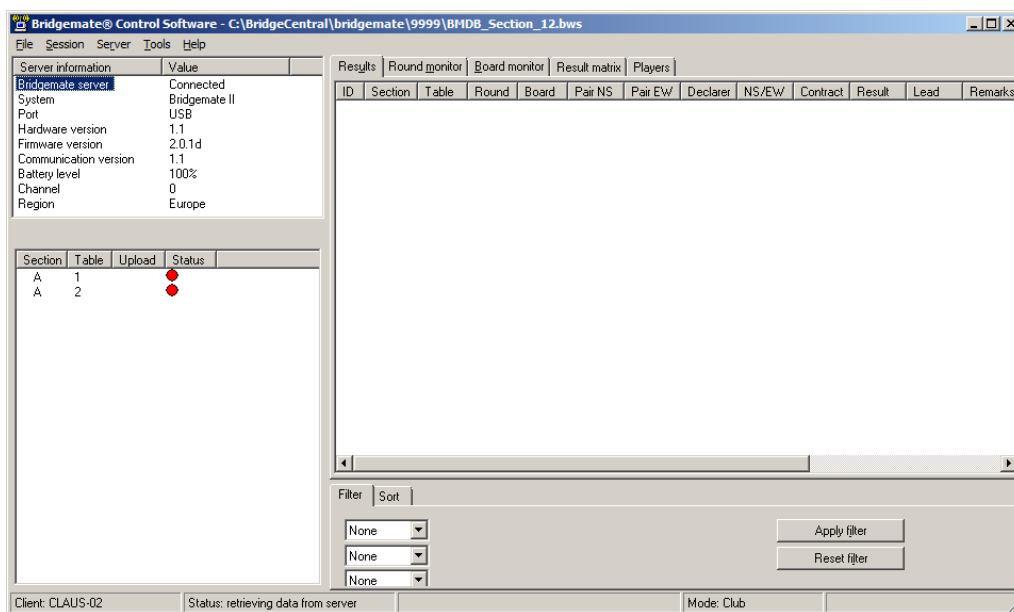 Bridgemate® Control Software - C:\BridgeCentral\bridgemate\9999\BMDB_Section_12.bws
File Session Server Tools Help
Server information Value
Bridgemate server Connected
System Bridgemate II
Port USB
Hardware version 1.1
Firmware version 2.0.1d
Communication version 1.1
Battery level 100%
Channel 0
Region Europe
Section Table Upload Status
A 1
A 2
Results Round monitor Board monitor Result matrix Players
ID Section Table Round Board Pair NS Pair EW Declarer NS/EW Contract Result Lead Remarks
Filter Sort
None
Apply filter
None
Reset filter
None
Client: CLAUS-02 Status: retrieving data from server Mode: Club